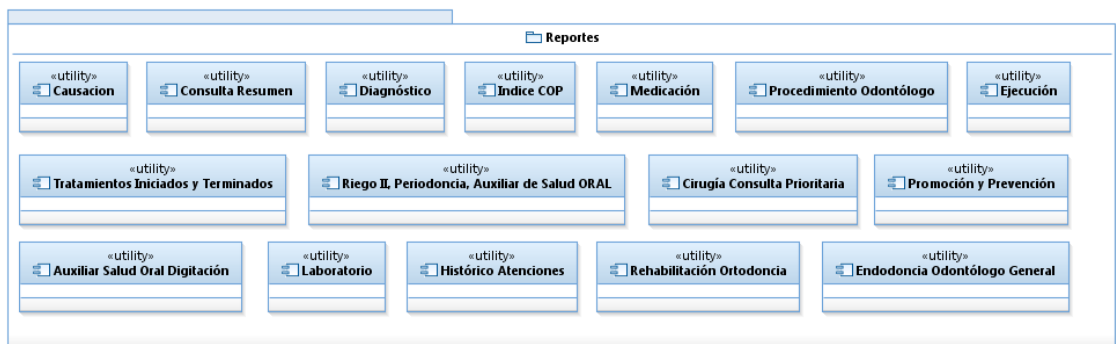 Reportes
«utility» «utility» «utility» «utility» «utility» «utility» «utility»
Causacion Consulta Resumen Diagnóstico Indice COP Medicación Procedimiento Odontólogo Ejecución
«utility» «utility» «utility» «utility»
Tratamientos Iniciados y Terminados Riego II, Periodoncia, Auxiliar de Salud ORAL Cirugía Consulta Prioritaria Promoción y Prevención
«utility» «utility» «utility» «utility» «utility»
Auxiliar Salud Oral Digitación Laboratorio Histórico Atenciones Rehabilitación Ortodoncia Endodoncia Odontólogo General